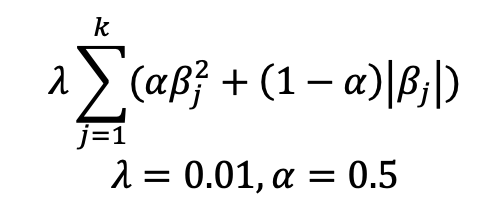 λ∑_{j=1}^{k}(αβ_j^2 + (1 − α)|β_j|)
λ = 0.01, α = 0.5